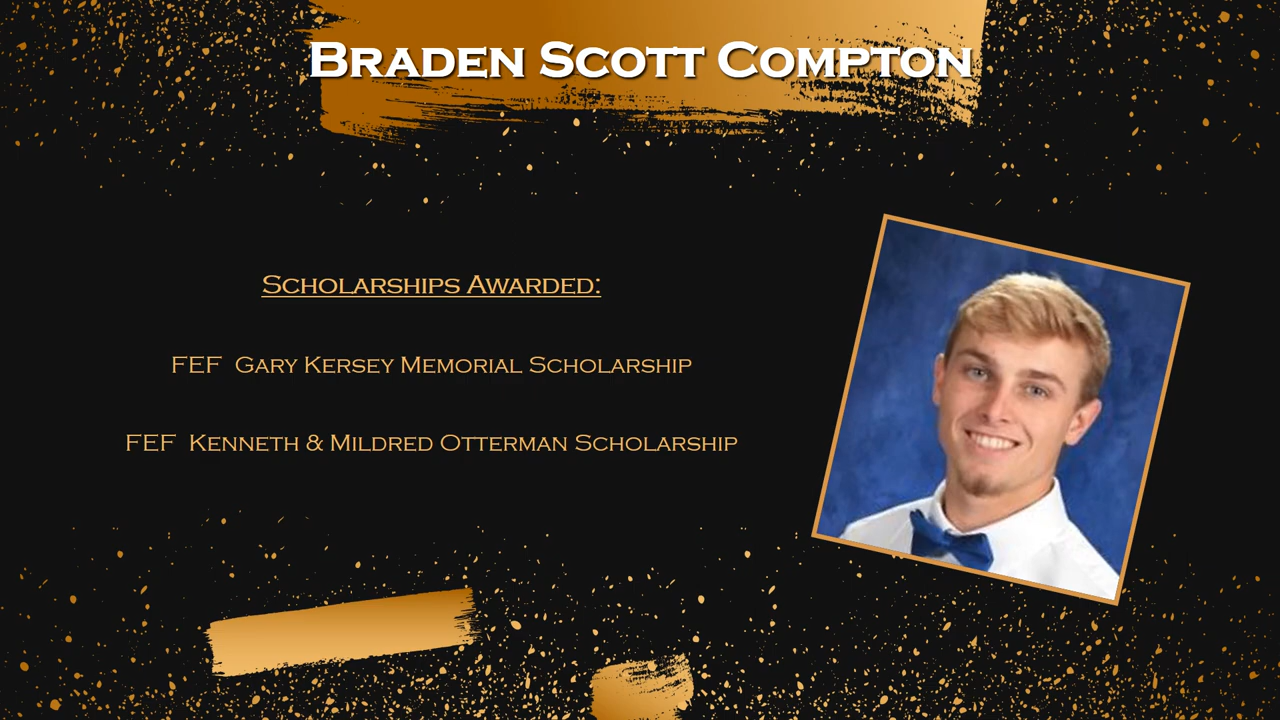 Braden Scott Compton
Scholarships Awarded:
FEF Gary Kersey Memorial Scholarship
FEF Kenneth & Mildred Otterman Scholarship